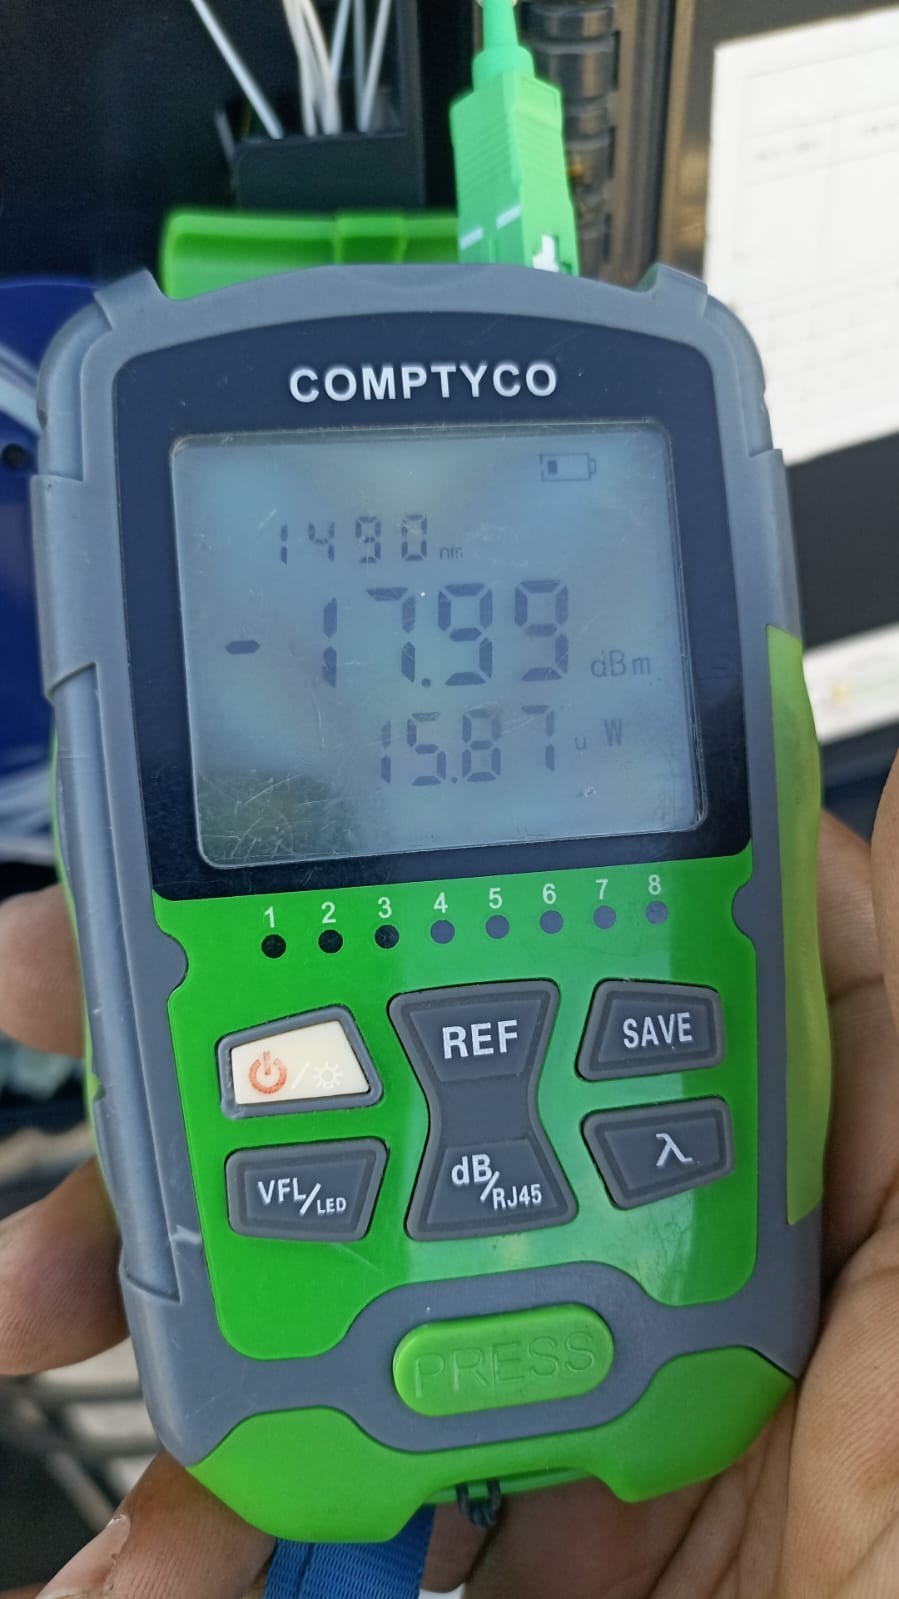 COMPTYCO
1490 nm
-17.99 dBm
15.87 uW
1 2 3 4 5 6 7 8
REF
SAVE
VFL/LED
dB/RJ45
λ
PRESS